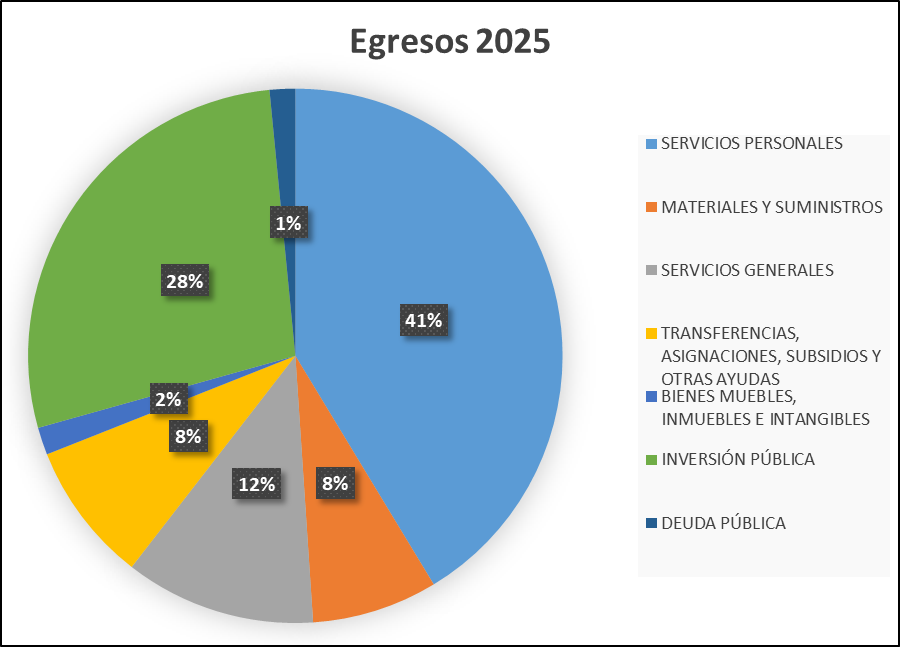 Egresos 2025
1%
28%
41%
2%
8%
12%
8%
SERVICIOS PERSONALES
MATERIALES Y SUMINISTROS
SERVICIOS GENERALES
TRANSFERENCIAS,
ASIGNACIONES, SUBSIDIOS Y
OTRAS AYUDAS
BIENES MUEBLES,
INMUEBLES E INTANGIBLES
INVERSIÓN PÚBLICA
DEUDA PÚBLICA